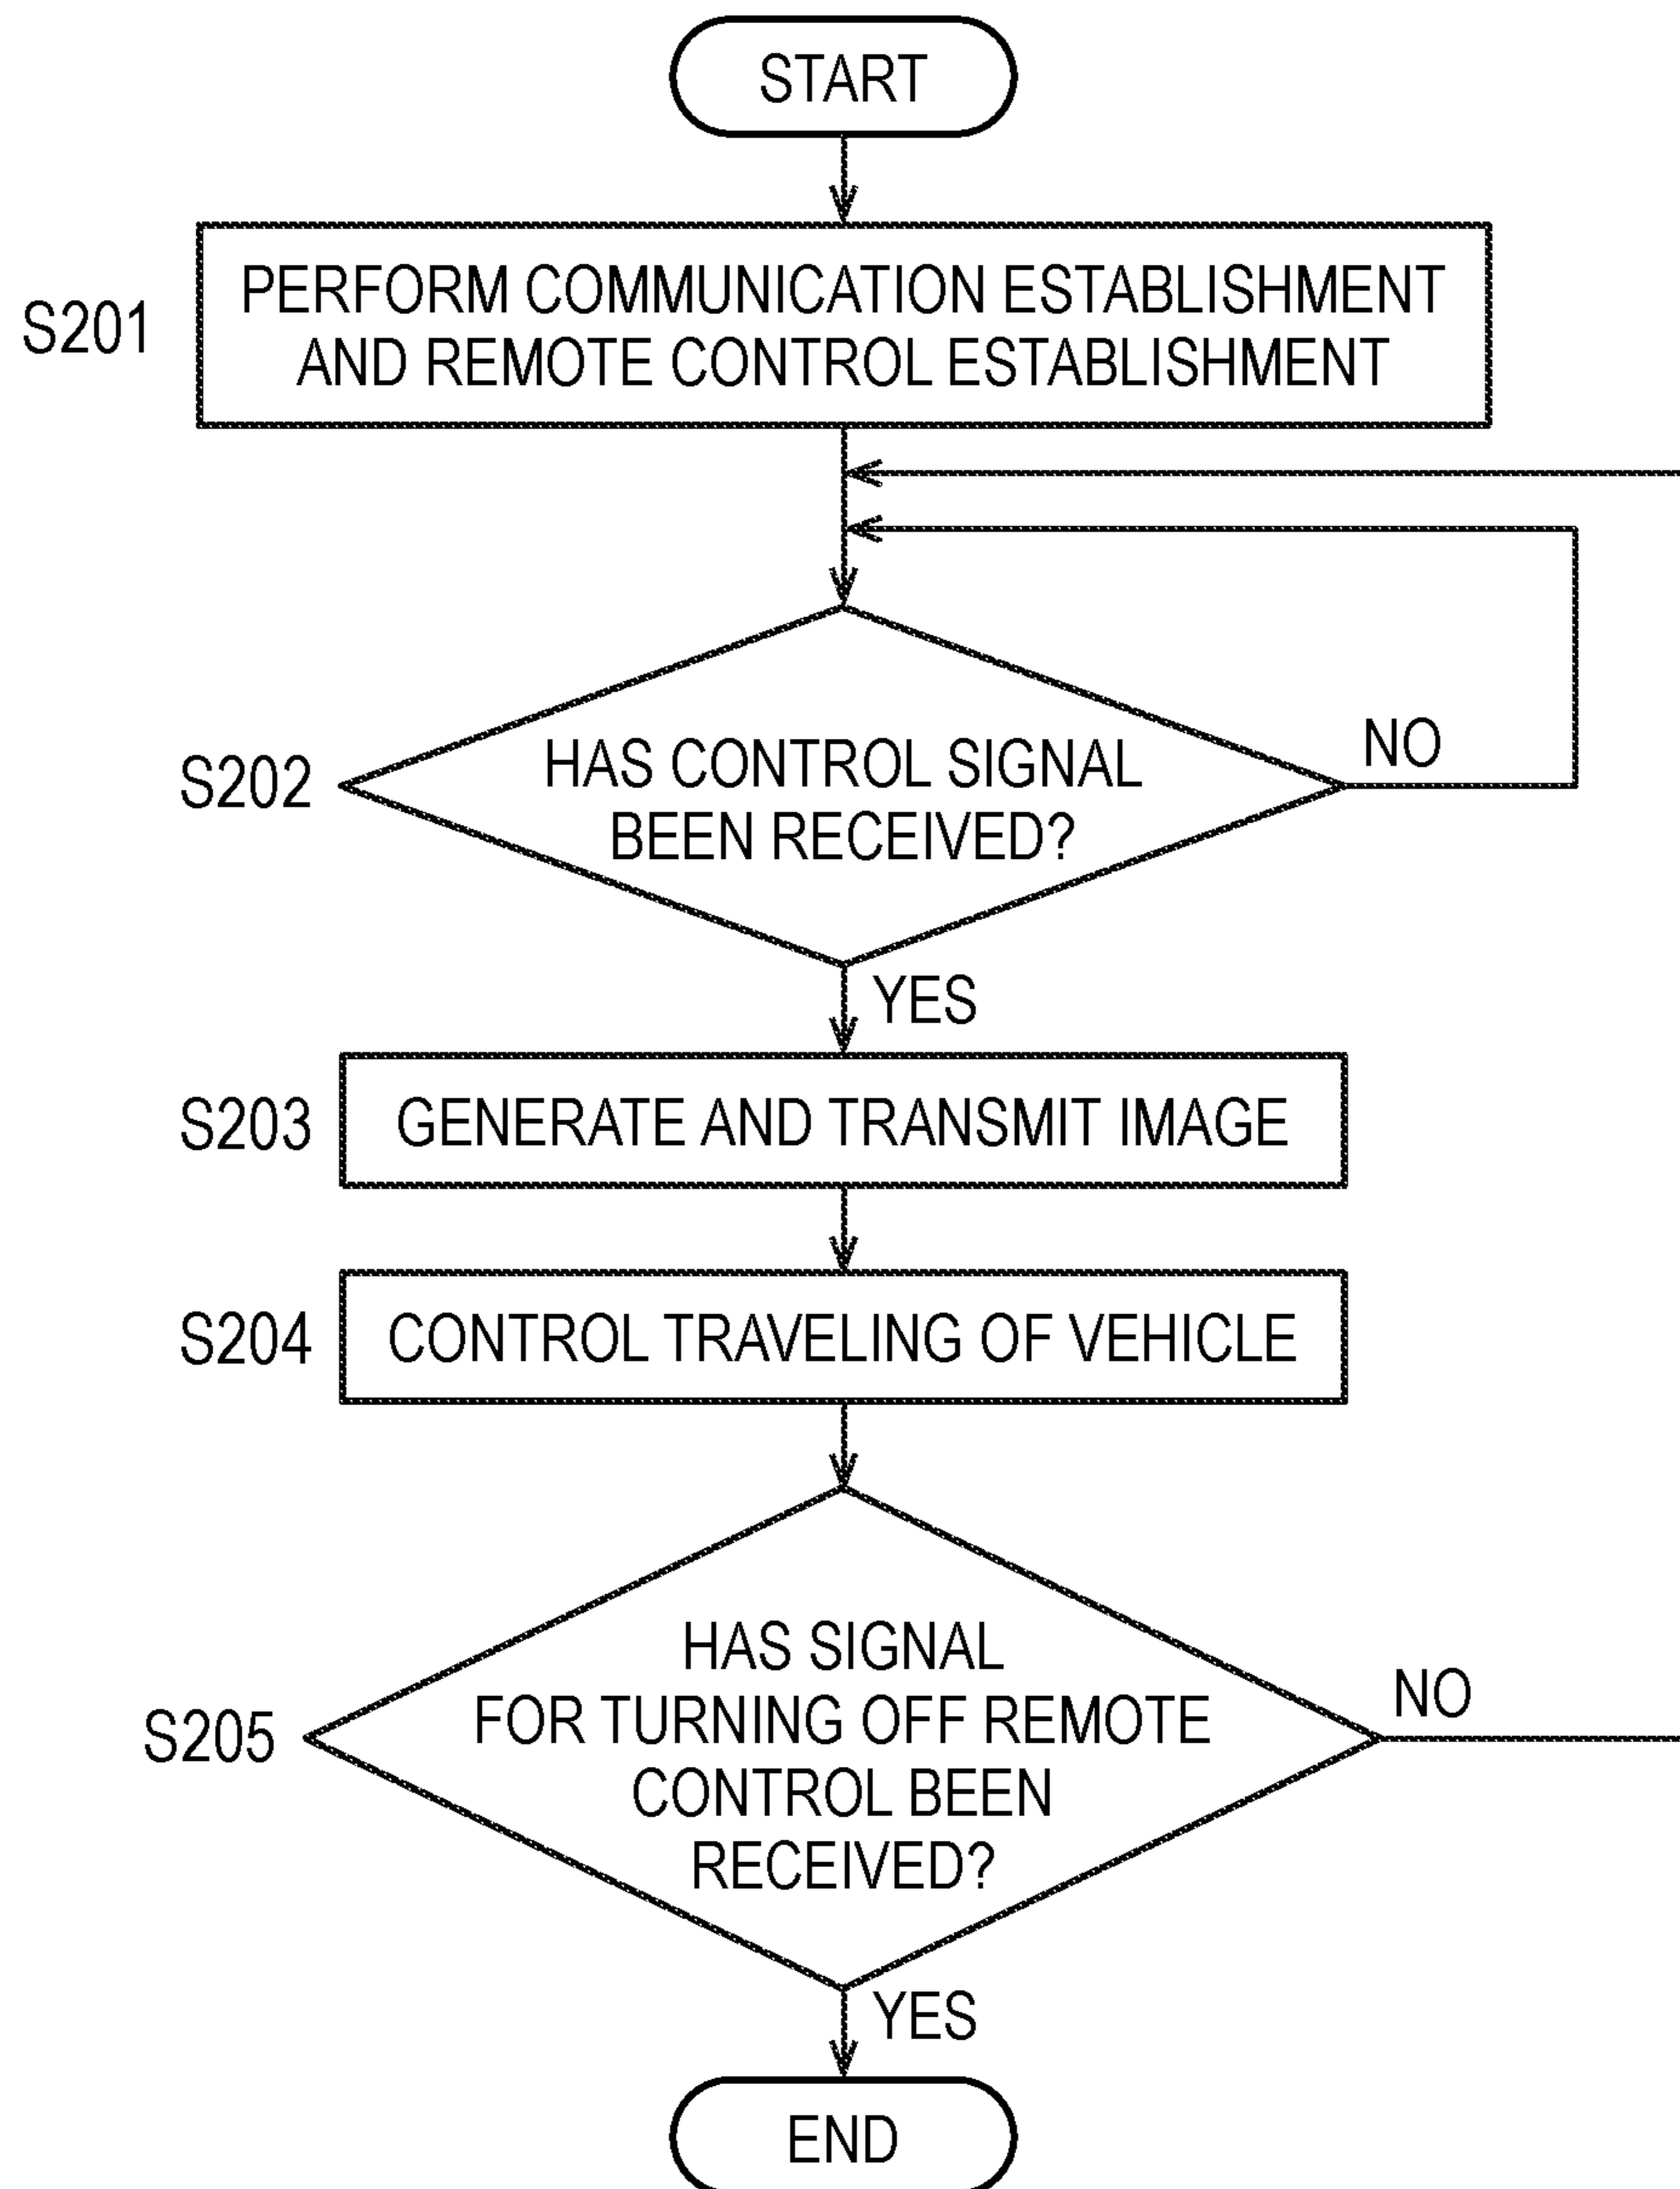 START
S201
PERFORM COMMUNICATION ESTABLISHMENT
AND REMOTE CONTROL ESTABLISHMENT
S202
HAS CONTROL SIGNAL
BEEN RECEIVED?
NO
YES
S203
GENERATE AND TRANSMIT IMAGE
S204
CONTROL TRAVELING OF VEHICLE
S205
HAS SIGNAL
FOR TURNING OFF REMOTE
CONTROL BEEN
RECEIVED?
NO
YES
END